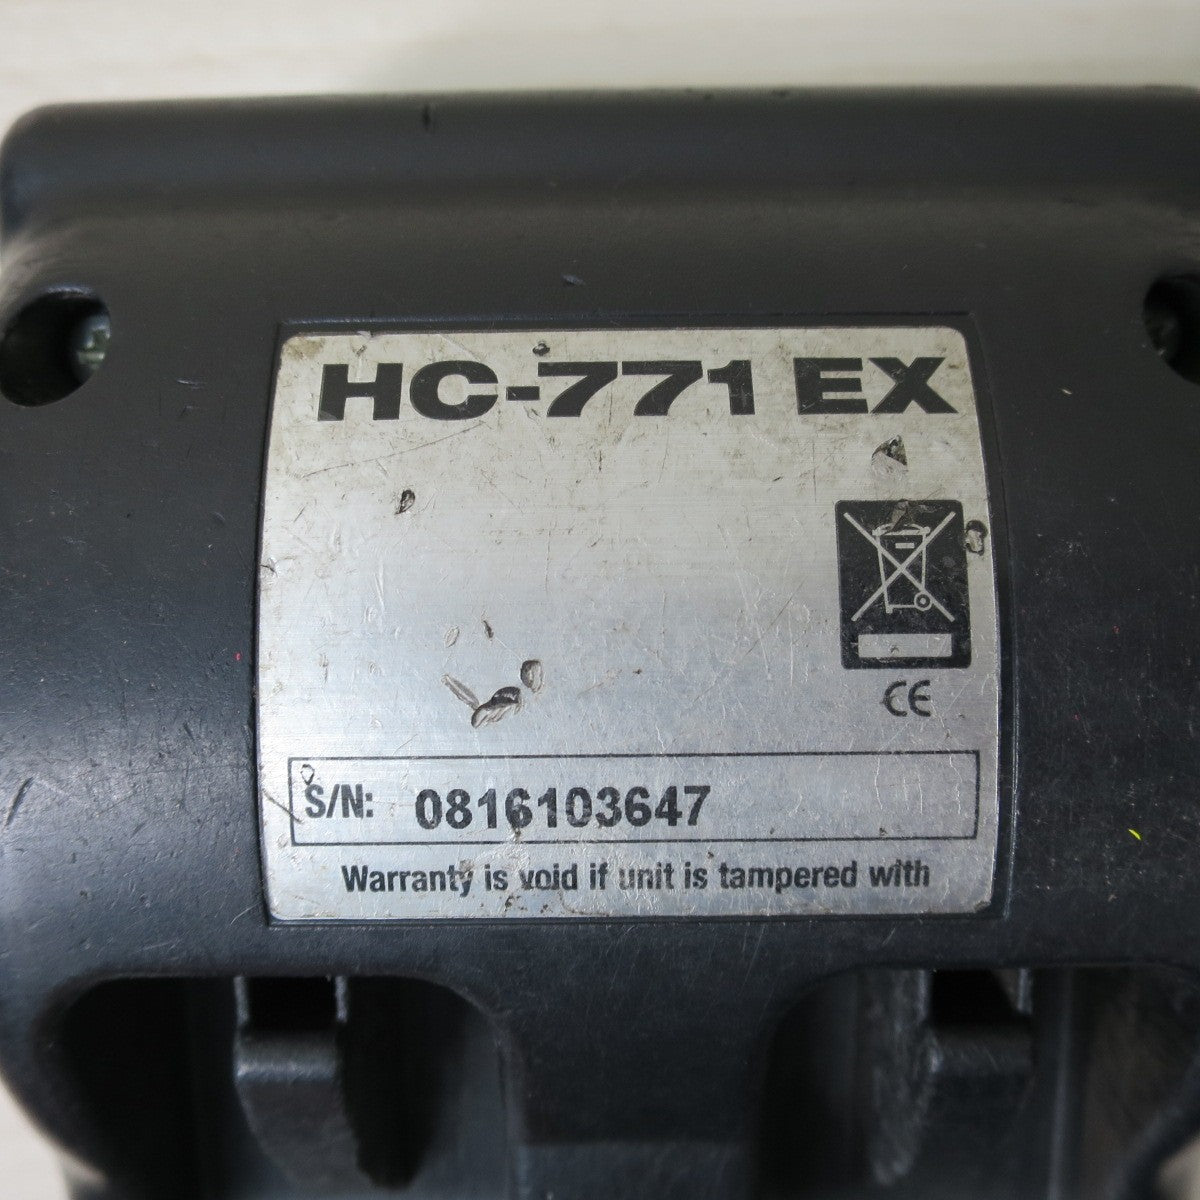 HC-771 EX
CE
S/N: 0816103647
Warranty is void if unit is tampered with